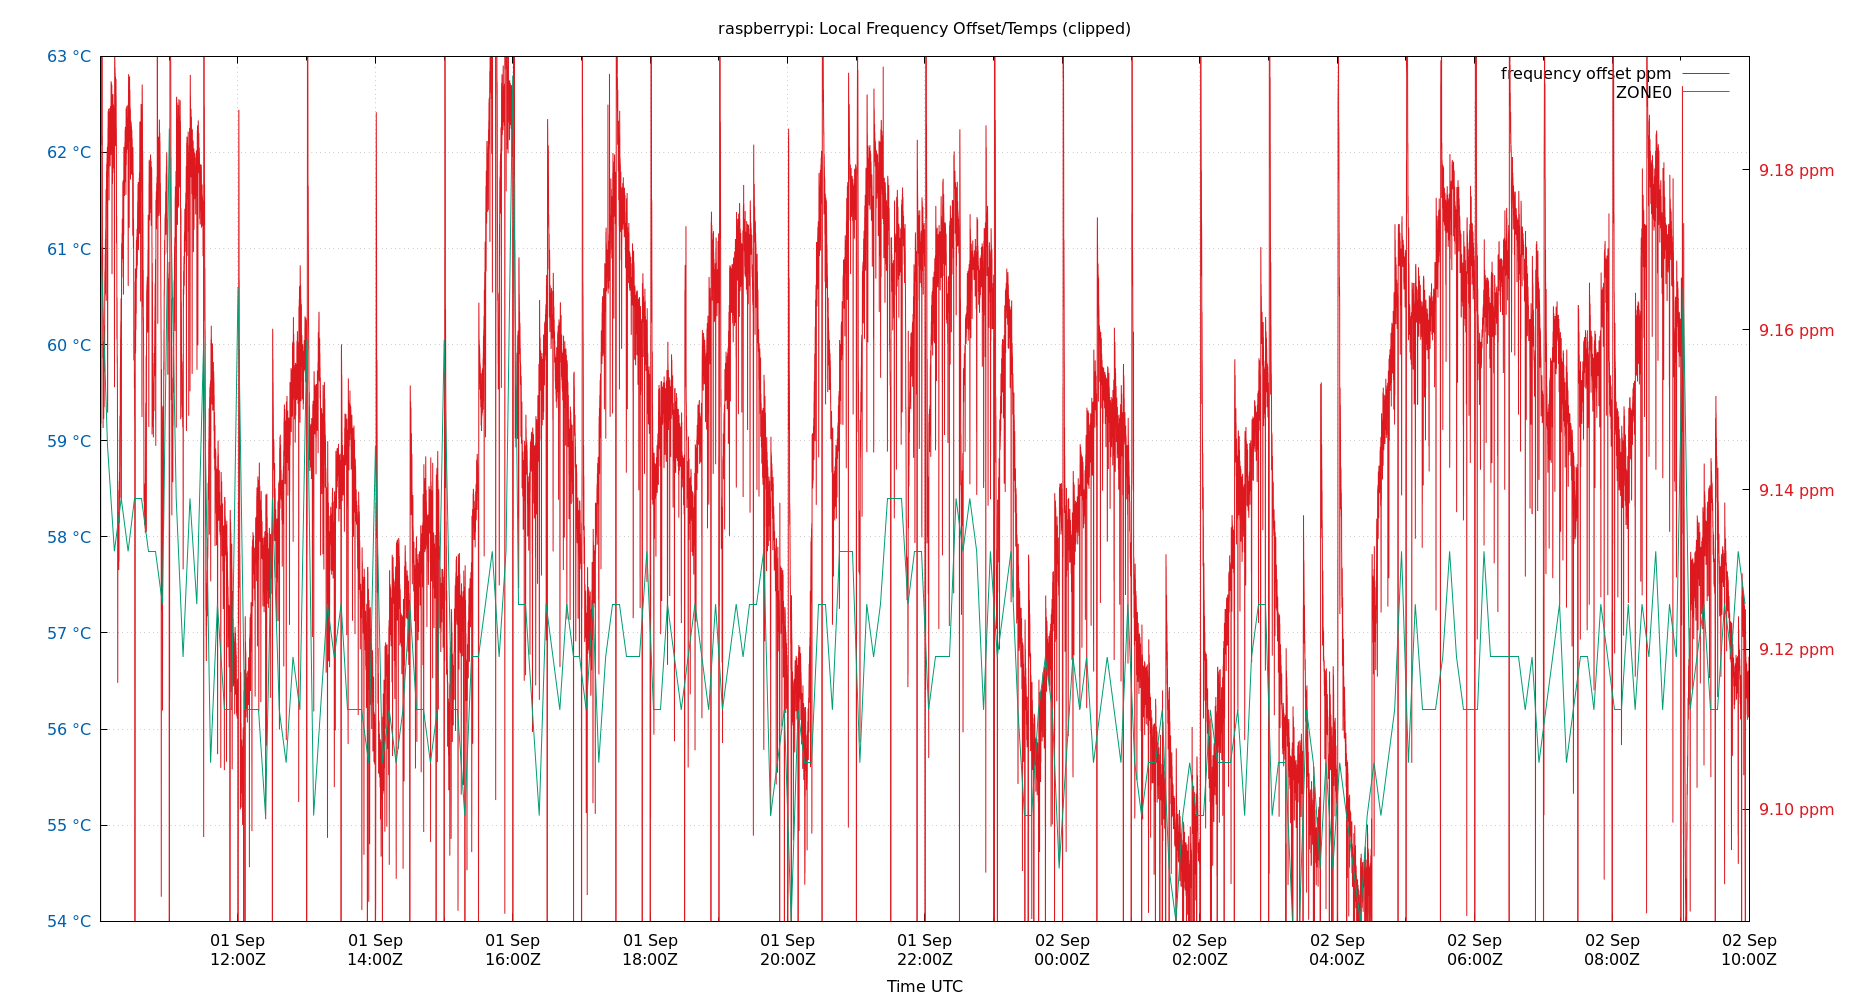 raspberrypi: Local Frequency Offset/Temps (clipped)
63 °C
62 °C
61 °C
60 °C
59 °C
58 °C
57 °C
56 °C
55 °C
54 °C
frequency offset ppm
ZONE0
9.18 ppm
9.16 ppm
9.14 ppm
9.12 ppm
9.10 ppm
01 Sep 01 Sep 01 Sep 01 Sep 01 Sep 01 Sep 02 Sep 02 Sep 02 Sep 02 Sep 02 Sep 02 Sep
12:00Z 14:00Z 16:00Z 18:00Z 20:00Z 22:00Z 00:00Z 02:00Z 04:00Z 06:00Z 08:00Z 10:00Z
Time UTC